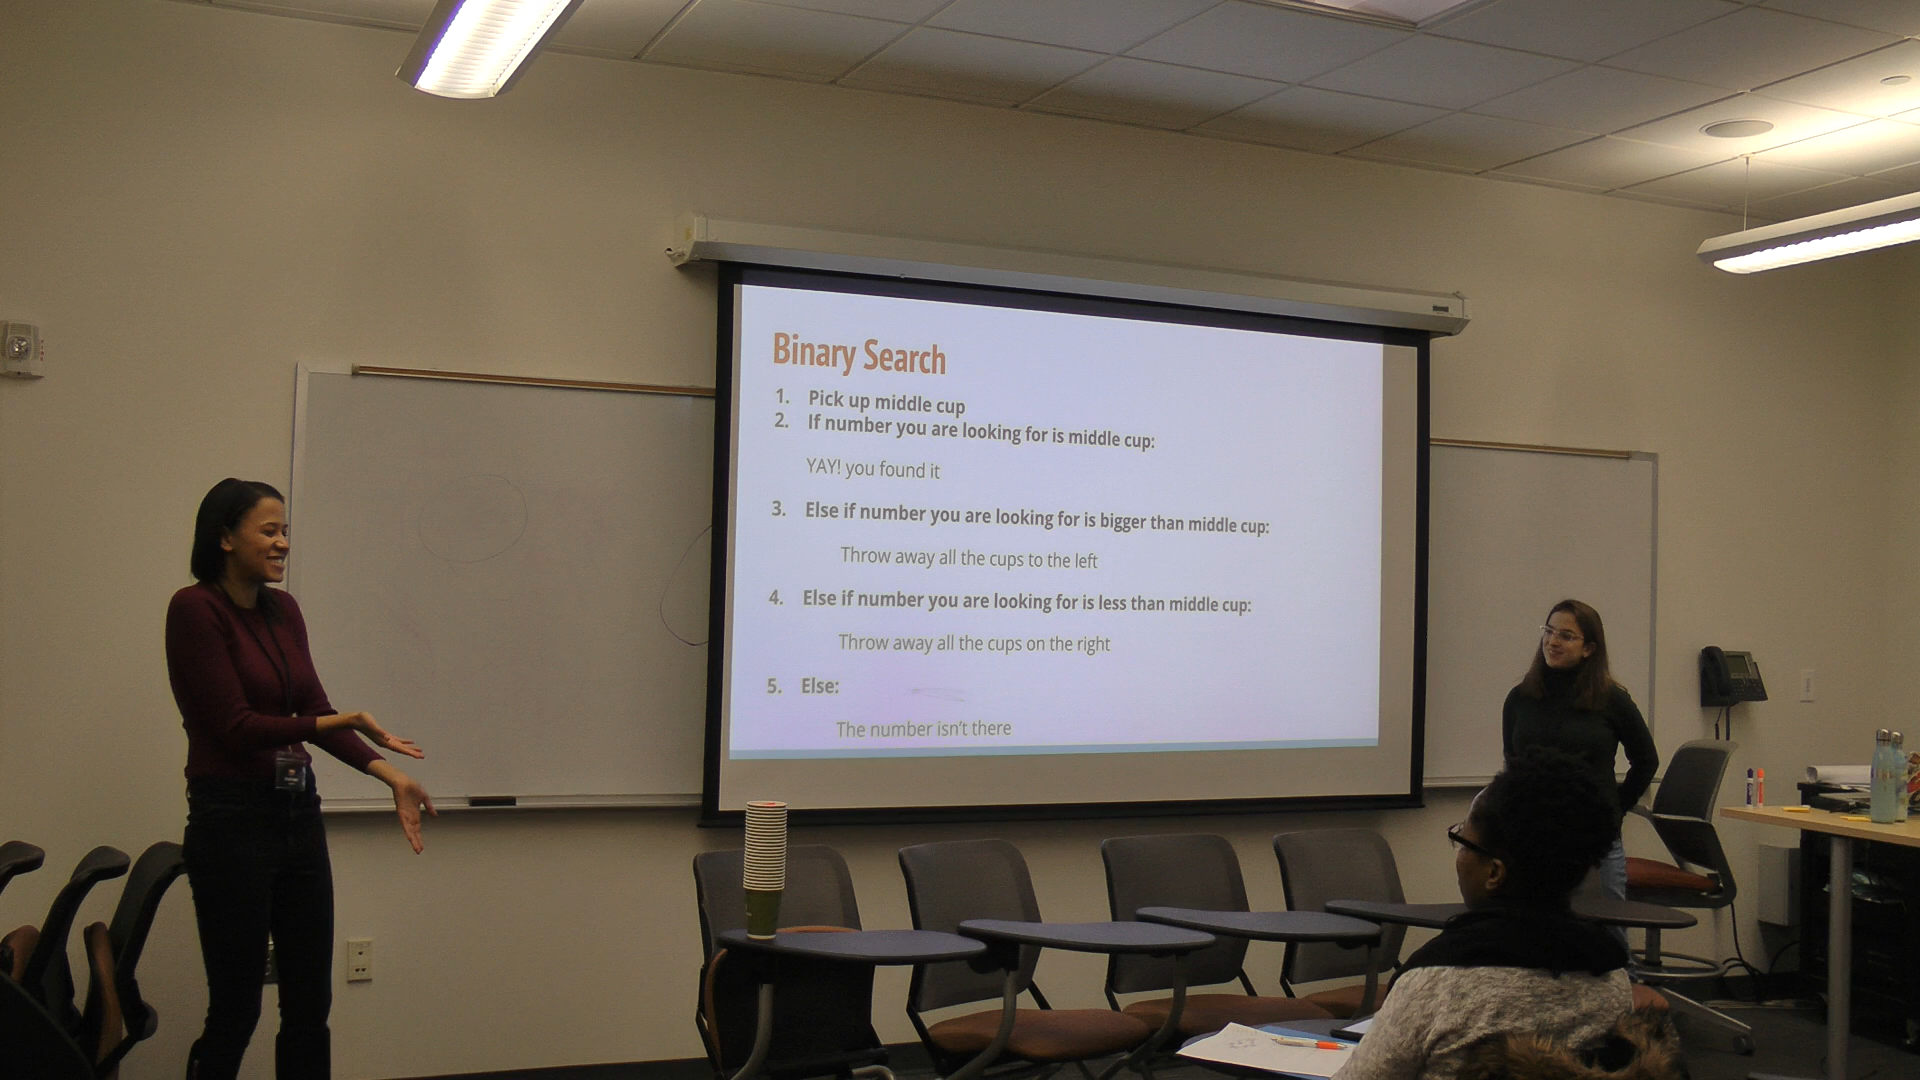 Binary Search
1. Pick up middle cup
2. If number you are looking for is middle cup:
YAY! you found it
3. Else if number you are looking for is bigger than middle cup:
Throw away all the cups to the left
4. Else if number you are looking for is less than middle cup:
Throw away all the cups on the right
5. Else:
The number isn't there